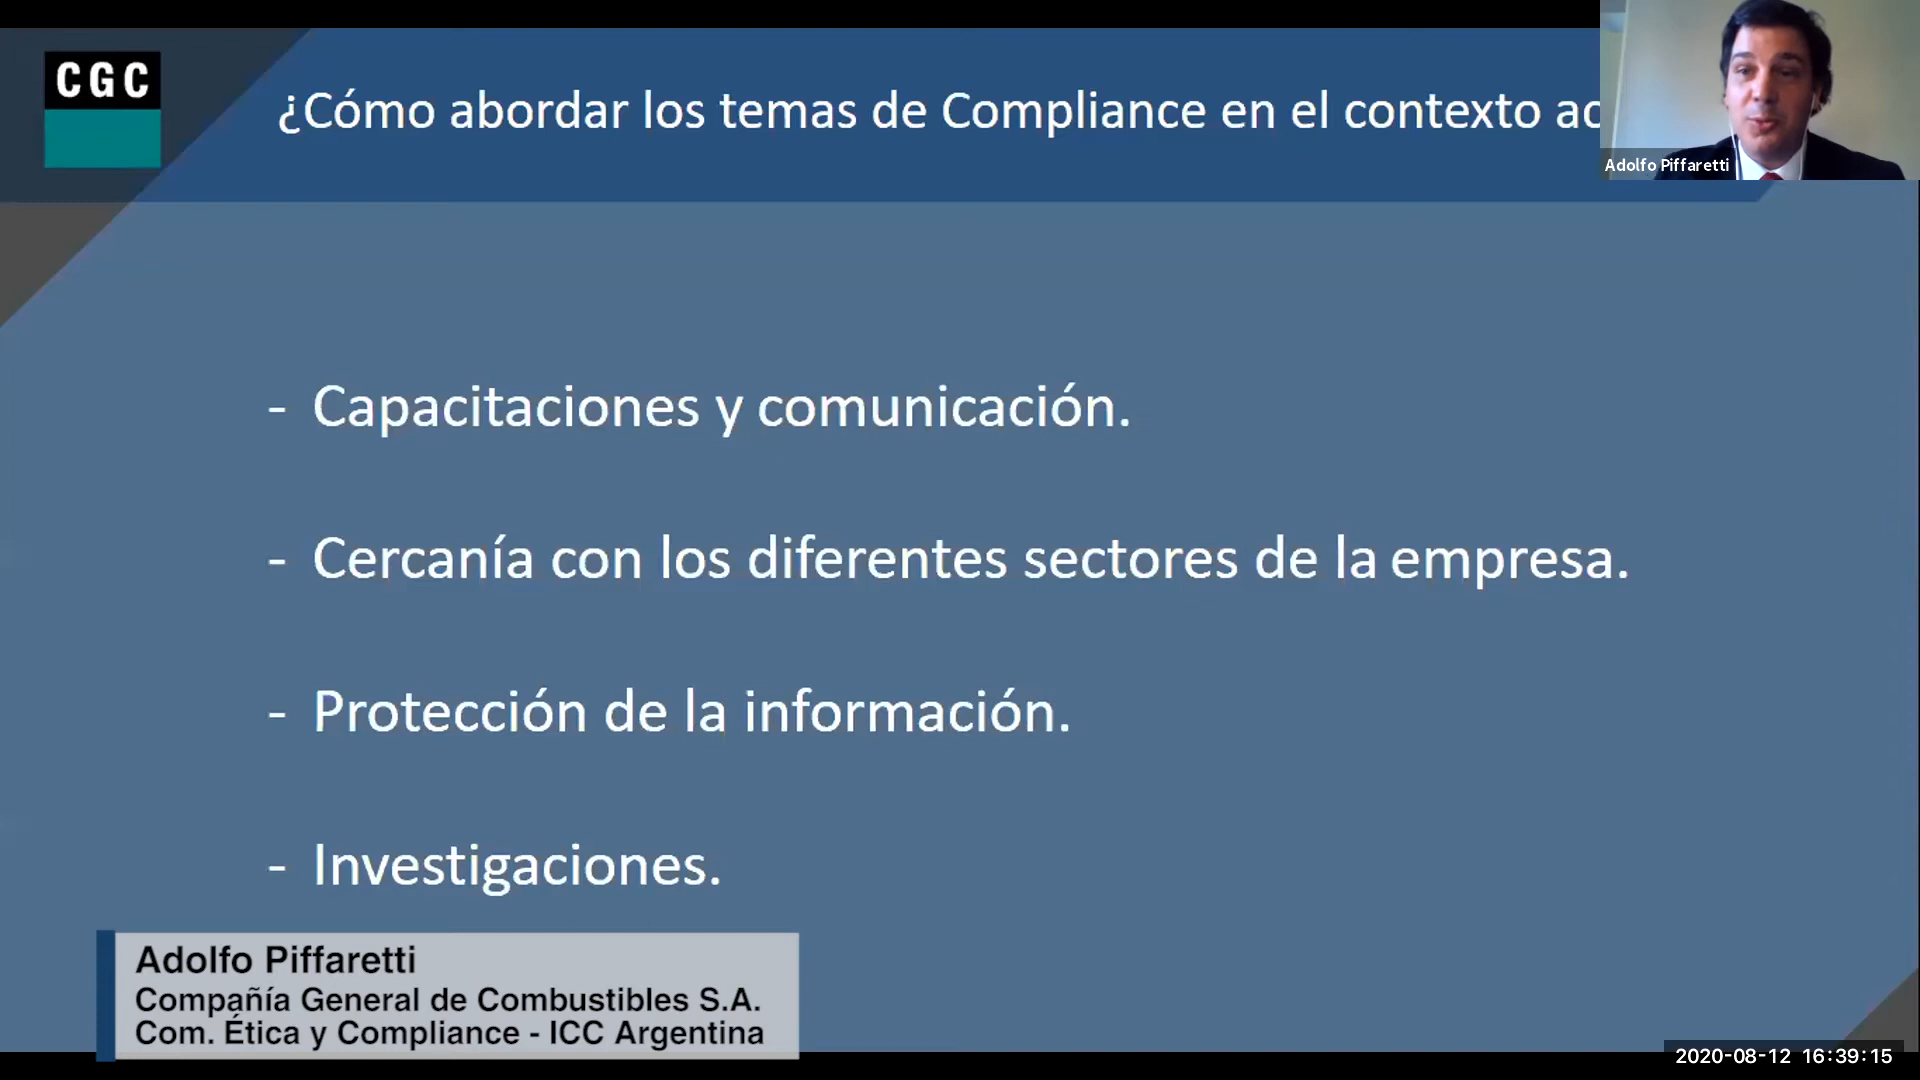 CGC
¿Cómo abordar los temas de Compliance en el contexto
Adolfo Piffaretti
- Capacitaciones y comunicación.
- Cercanía con los diferentes sectores de la empresa.
- Protección de la información.
- Investigaciones.
Adolfo Piffaretti
Compañía General de Combustibles S.A.
Com. Ética y Compliance - ICC Argentina
2020-08-12 16:39:15